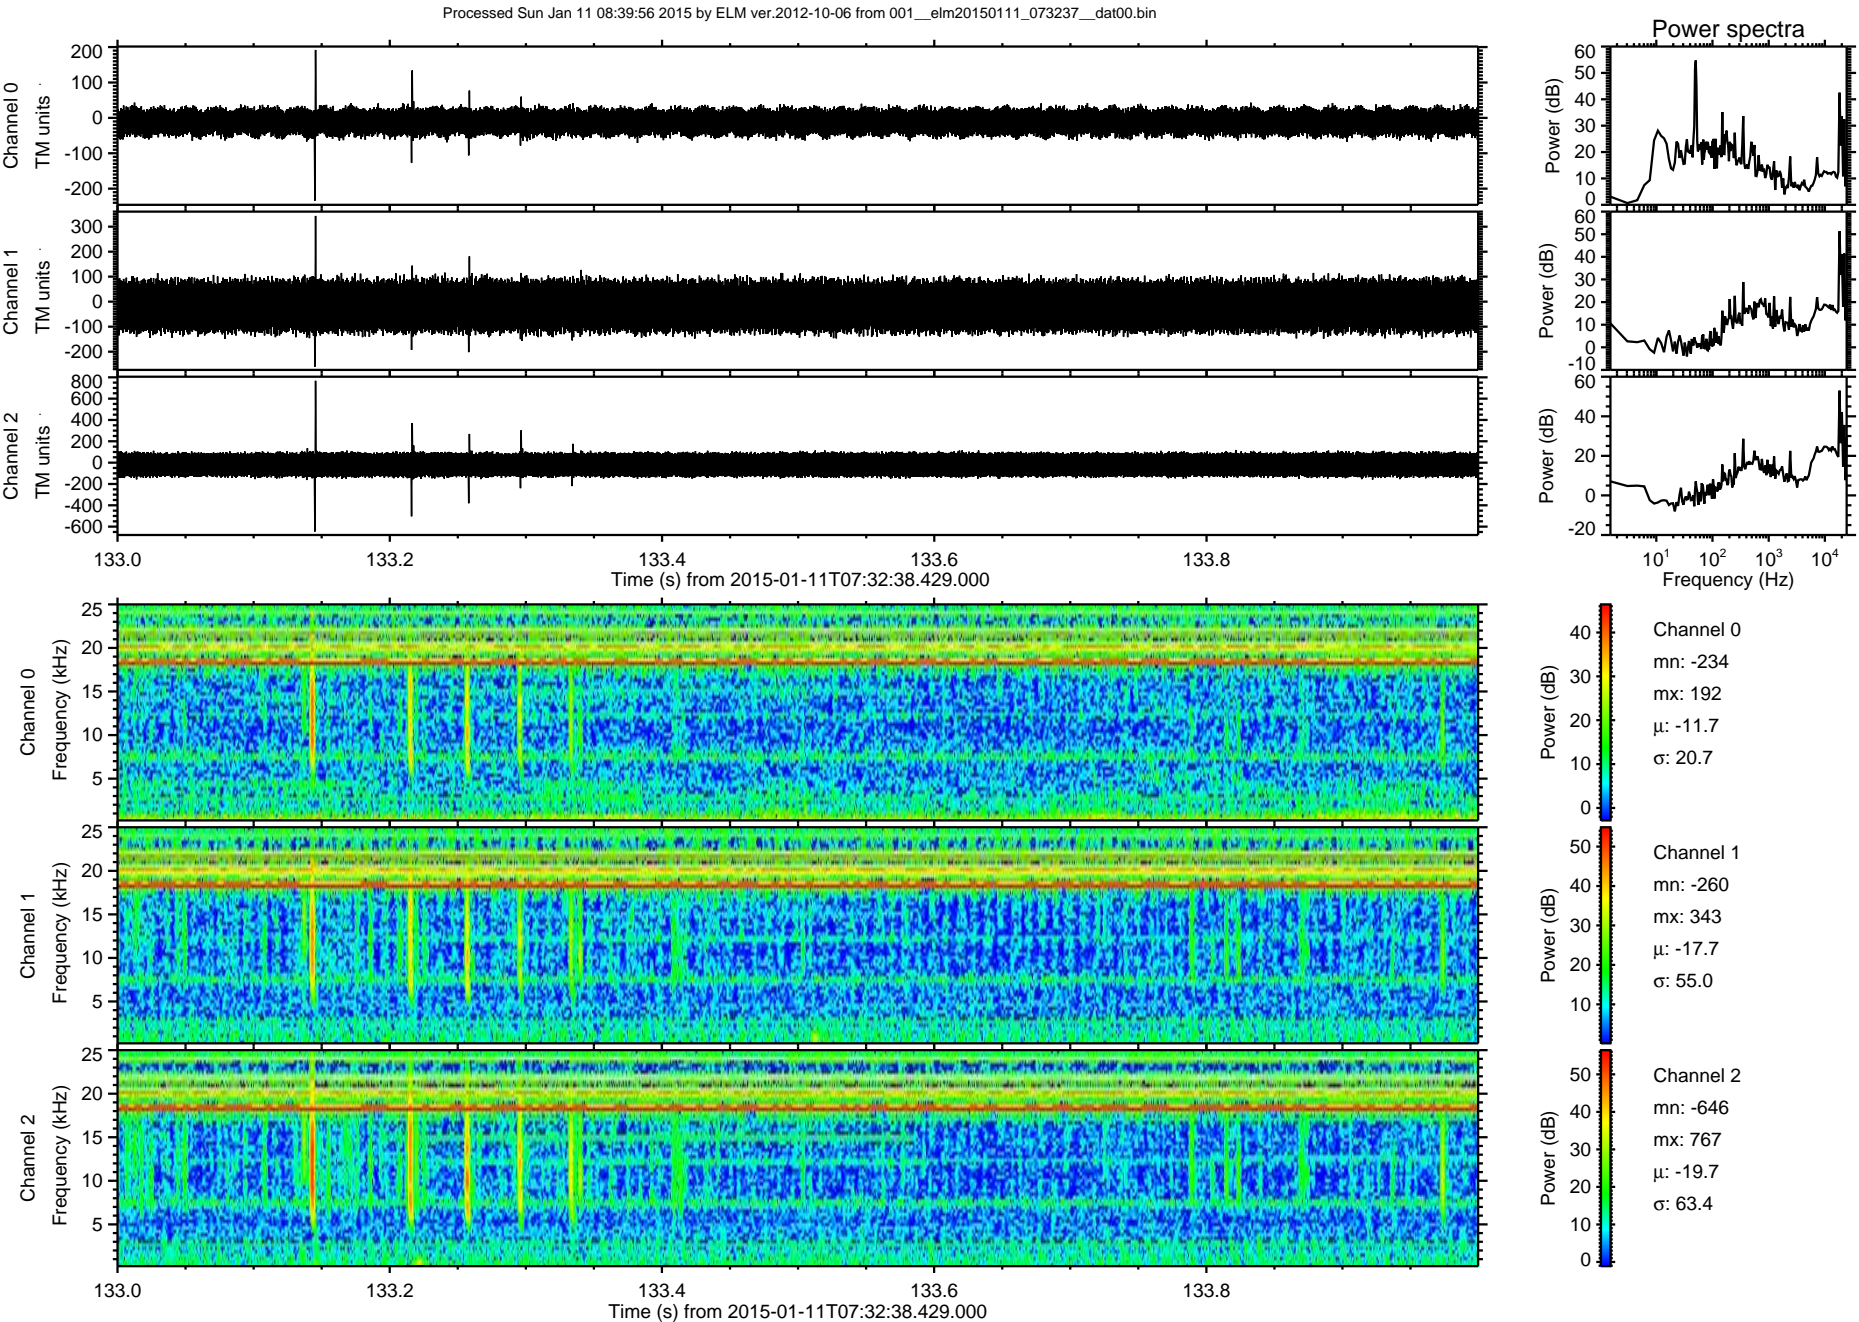 Processed Sun Jan 11 08:39:56 2015 by ELM ver.2012-10-06 from 001__elm20150111_073237__dat00.bin
Power spectra
Channel 0
TM units
200
100
0
-100
-200
Power (dB)
60
50
40
30
20
10
0
Channel 1
TM units
300
200
100
0
-100
-200
Power (dB)
60
50
40
30
20
10
0
-10
Channel 2
TM units
800
600
400
200
0
-200
-400
-600
Power (dB)
60
40
20
0
-20
133.0 133.2 133.4 133.6 133.8
Time (s) from 2015-01-11T07:32:38.429.000
10^1 10^2 10^3 10^4
Frequency (Hz)
Channel 0
Frequency (kHz)
25
20
15
10
5
Power (dB)
40
30
20
10
0
Channel 0
mn: -234
mx: 192
μ: -11.7
σ: 20.7
Channel 1
Frequency (kHz)
25
20
15
10
5
Power (dB)
50
40
30
20
10
Channel 1
mn: -260
mx: 343
μ: -17.7
σ: 55.0
Channel 2
Frequency (kHz)
25
20
15
10
5
Power (dB)
50
40
30
20
10
0
Channel 2
mn: -646
mx: 767
μ: -19.7
σ: 63.4
133.0 133.2 133.4 133.6 133.8
Time (s) from 2015-01-11T07:32:38.429.000